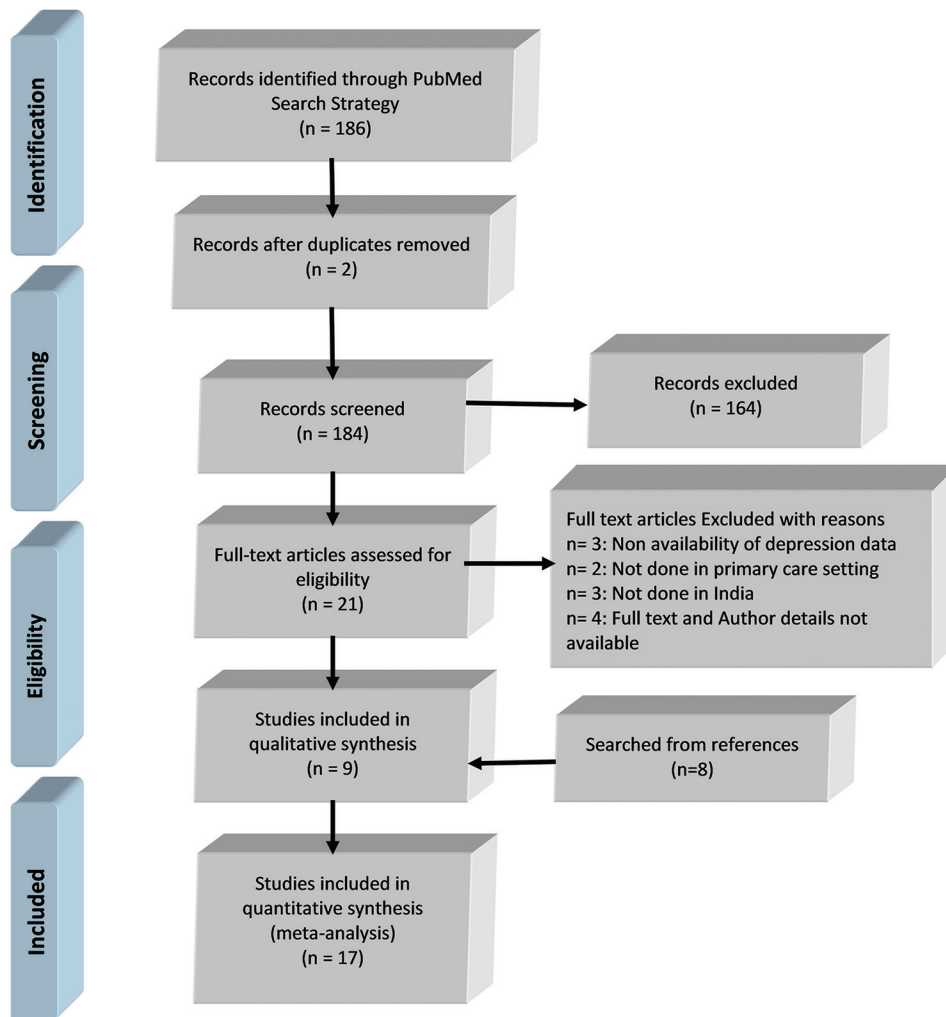 Identification
Records identified through PubMed
Search Strategy
(n = 186)
Records after duplicates removed
(n = 2)
Screening
Records screened
(n = 184)
Records excluded
(n = 164)
Eligibility
Full-text articles assessed for
eligibility
(n = 21)
Full text articles Excluded with reasons
n= 3: Non availability of depression data
n= 2: Not done in primary care setting
n= 3: Not done in India
n= 4: Full text and Author details not
available
Studies included in
qualitative synthesis
(n = 9)
Searched from references
(n=8)
Included
Studies included in
quantitative synthesis
(meta-analysis)
(n = 17)